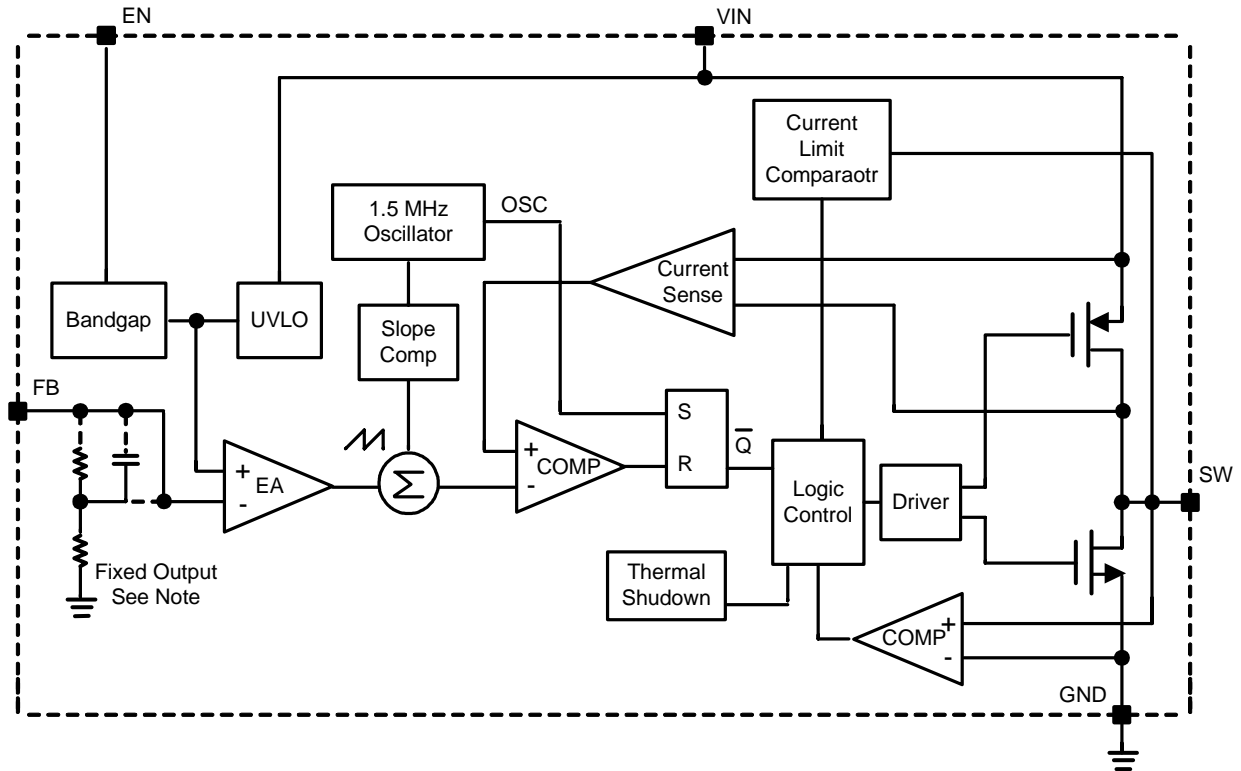 EN
VIN
Current
Limit
Comparaotr
1.5 MHz
Oscillator
OSC
Current
Sense
Bandgap
UVLO
Slope
Comp
FB
+
EA
-
Σ
+
COMP
-
S
R
Q̅
Logic
Control
Driver
SW
Fixed Output
See Note
Thermal
Shudown
COMP
+
-
GND